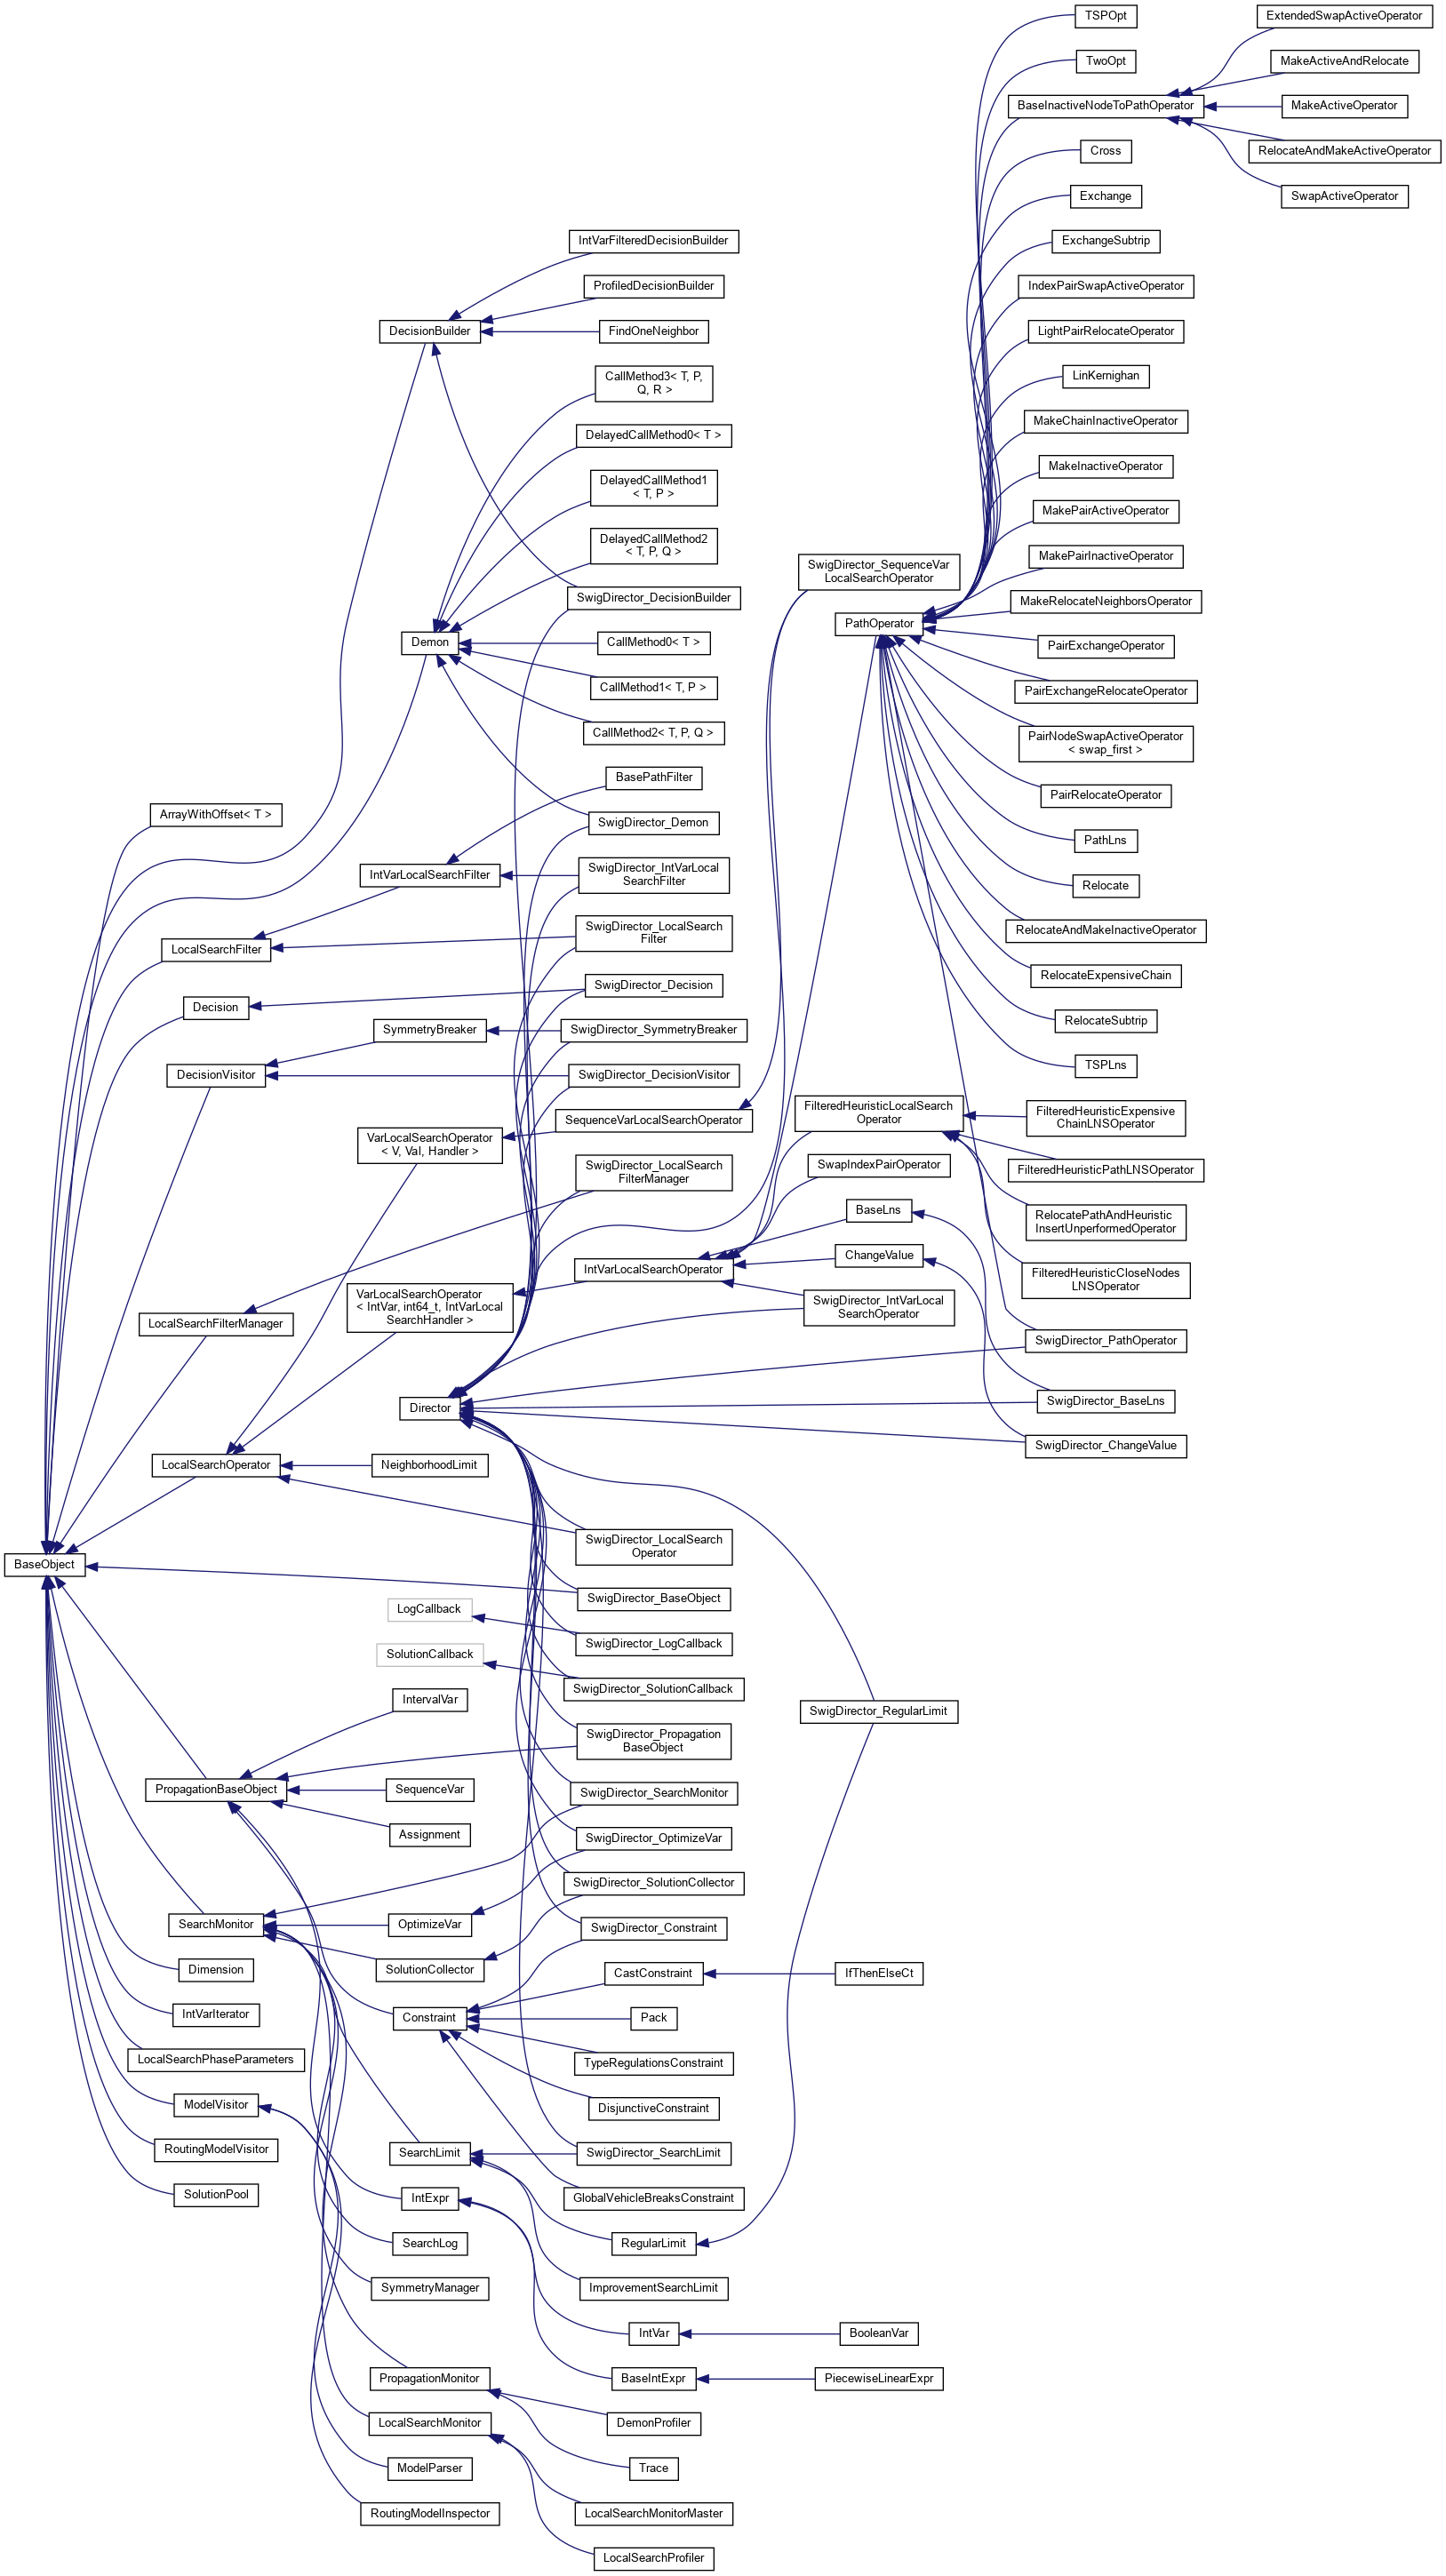 TSPOpt
ExtendedSwapActiveOperator
TwoOpt
MakeActiveAndRelocate
BaseInactiveNodeToPathOperator
MakeActiveOperator
Cross
RelocateAndMakeActiveOperator
Exchange
SwapActiveOperator
IntVarFilteredDecisionBuilder
ExchangeSubtrip
ProfiledDecisionBuilder
IndexPairSwapActiveOperator
DecisionBuilder
FindOneNeighbor
LightPairRelocateOperator
CallMethod3< T, P,
Q, R >
LinKernighan
DelayedCallMethod0< T >
MakeChainInactiveOperator
DelayedCallMethod1
< T, P >
MakeInactiveOperator
MakePairActiveOperator
DelayedCallMethod2
< T, P, Q >
MakePairInactiveOperator
SwigDirector_SequenceVar
LocalSearchOperator
SwigDirector_DecisionBuilder
MakeRelocateNeighborsOperator
PathOperator
Demon
CallMethod0< T >
PairExchangeOperator
CallMethod1< T, P >
PairExchangeRelocateOperator
CallMethod2< T, P, Q >
PairNodeSwapActiveOperator
< swap_first >
BasePathFilter
PairRelocateOperator
ArrayWithOffset< T >
SwigDirector_Demon
PathLns
IntVarLocalSearchFilter
SwigDirector_IntVarLocal
SearchFilter
Relocate
LocalSearchFilter
SwigDirector_LocalSearch
Filter
RelocateAndMakeInactiveOperator
Decision
SwigDirector_Decision
RelocateExpensiveChain
SymmetryBreaker
SwigDirector_SymmetryBreaker
RelocateSubtrip
DecisionVisitor
SwigDirector_DecisionVisitor
TSPLns
VarLocalSearchOperator
< V, Val, Handler >
SequenceVarLocalSearchOperator
FilteredHeuristicLocalSearch
Operator
FilteredHeuristicExpensive
ChainLNSOperator
SwigDirector_LocalSearch
FilterManager
SwapIndexPairOperator
FilteredHeuristicPathLNSOperator
BaseLns
RelocatePathAndHeuristic
InsertUnperformedOperator
ChangeValue
IntVarLocalSearchOperator
FilteredHeuristicCloseNodes
LNSOperator
VarLocalSearchOperator
< IntVar, int64_t, IntVarLocal
SearchHandler >
SwigDirector_IntVarLocal
SearchOperator
LocalSearchFilterManager
SwigDirector_PathOperator
Director
SwigDirector_BaseLns
SwigDirector_ChangeValue
LocalSearchOperator
NeighborhoodLimit
SwigDirector_LocalSearch
Operator
BaseObject
SwigDirector_BaseObject
LogCallback
SwigDirector_LogCallback
SolutionCallback
SwigDirector_SolutionCallback
IntervalVar
SwigDirector_RegularLimit
SwigDirector_Propagation
BaseObject
PropagationBaseObject
SequenceVar
SwigDirector_SearchMonitor
Assignment
SwigDirector_OptimizeVar
SwigDirector_SolutionCollector
SearchMonitor
OptimizeVar
SwigDirector_Constraint
Dimension
SolutionCollector
CastConstraint
IfThenElseCt
IntVarIterator
Constraint
Pack
LocalSearchPhaseParameters
TypeRegulationsConstraint
ModelVisitor
DisjunctiveConstraint
RoutingModelVisitor
SearchLimit
SwigDirector_SearchLimit
SolutionPool
IntExpr
GlobalVehicleBreaksConstraint
SearchLog
RegularLimit
SymmetryManager
ImprovementSearchLimit
IntVar
BooleanVar
PropagationMonitor
BaseIntExpr
PiecewiseLinearExpr
LocalSearchMonitor
DemonProfiler
ModelParser
Trace
RoutingModelInspector
LocalSearchMonitorMaster
LocalSearchProfiler